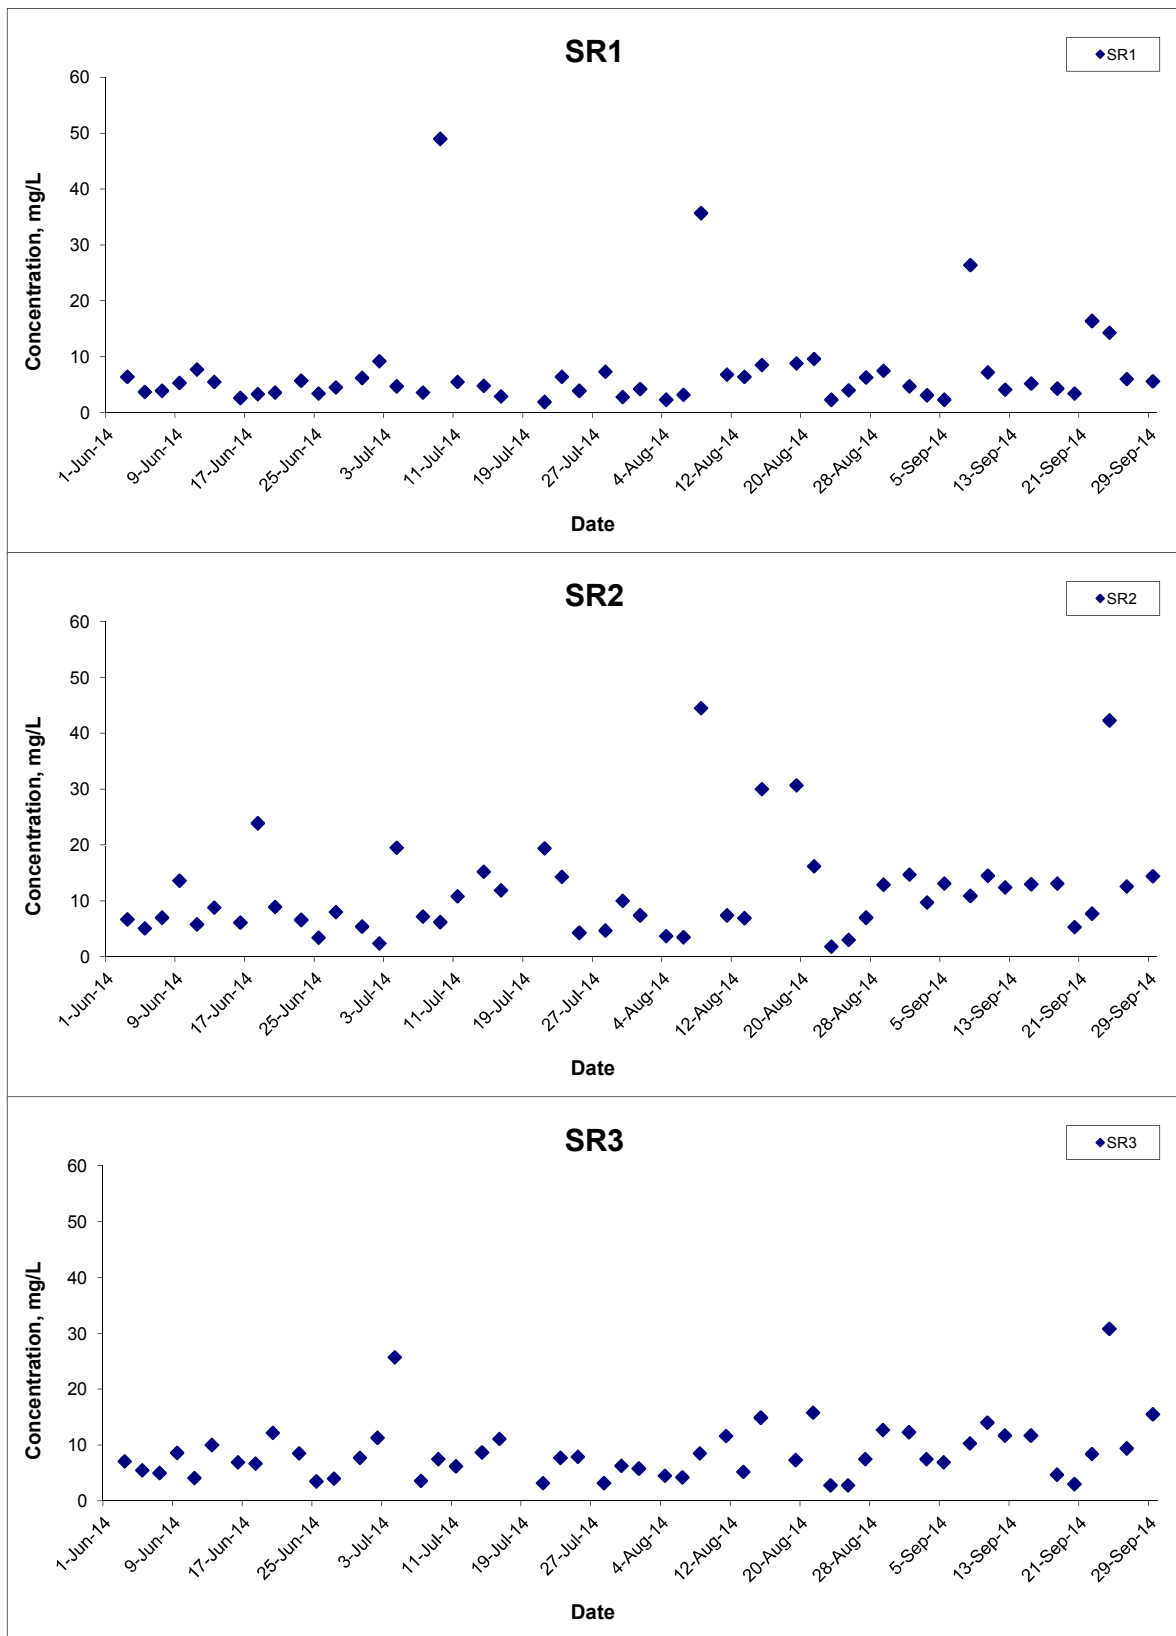 SR1
SR1
60
50
40
30
20
10
0
Concentration, mg/L
1-Jun-14 9-Jun-14 17-Jun-14 25-Jun-14 3-Jul-14 11-Jul-14 19-Jul-14 27-Jul-14 4-Aug-14 12-Aug-14 20-Aug-14 28-Aug-14 5-Sep-14 13-Sep-14 21-Sep-14 29-Sep-14
Date
SR2
SR2
60
50
40
30
20
10
0
Concentration, mg/L
1-Jun-14 9-Jun-14 17-Jun-14 25-Jun-14 3-Jul-14 11-Jul-14 19-Jul-14 27-Jul-14 4-Aug-14 12-Aug-14 20-Aug-14 28-Aug-14 5-Sep-14 13-Sep-14 21-Sep-14 29-Sep-14
Date
SR3
SR3
60
50
40
30
20
10
0
Concentration, mg/L
1-Jun-14 9-Jun-14 17-Jun-14 25-Jun-14 3-Jul-14 11-Jul-14 19-Jul-14 27-Jul-14 4-Aug-14 12-Aug-14 20-Aug-14 28-Aug-14 5-Sep-14 13-Sep-14 21-Sep-14 29-Sep-14
Date